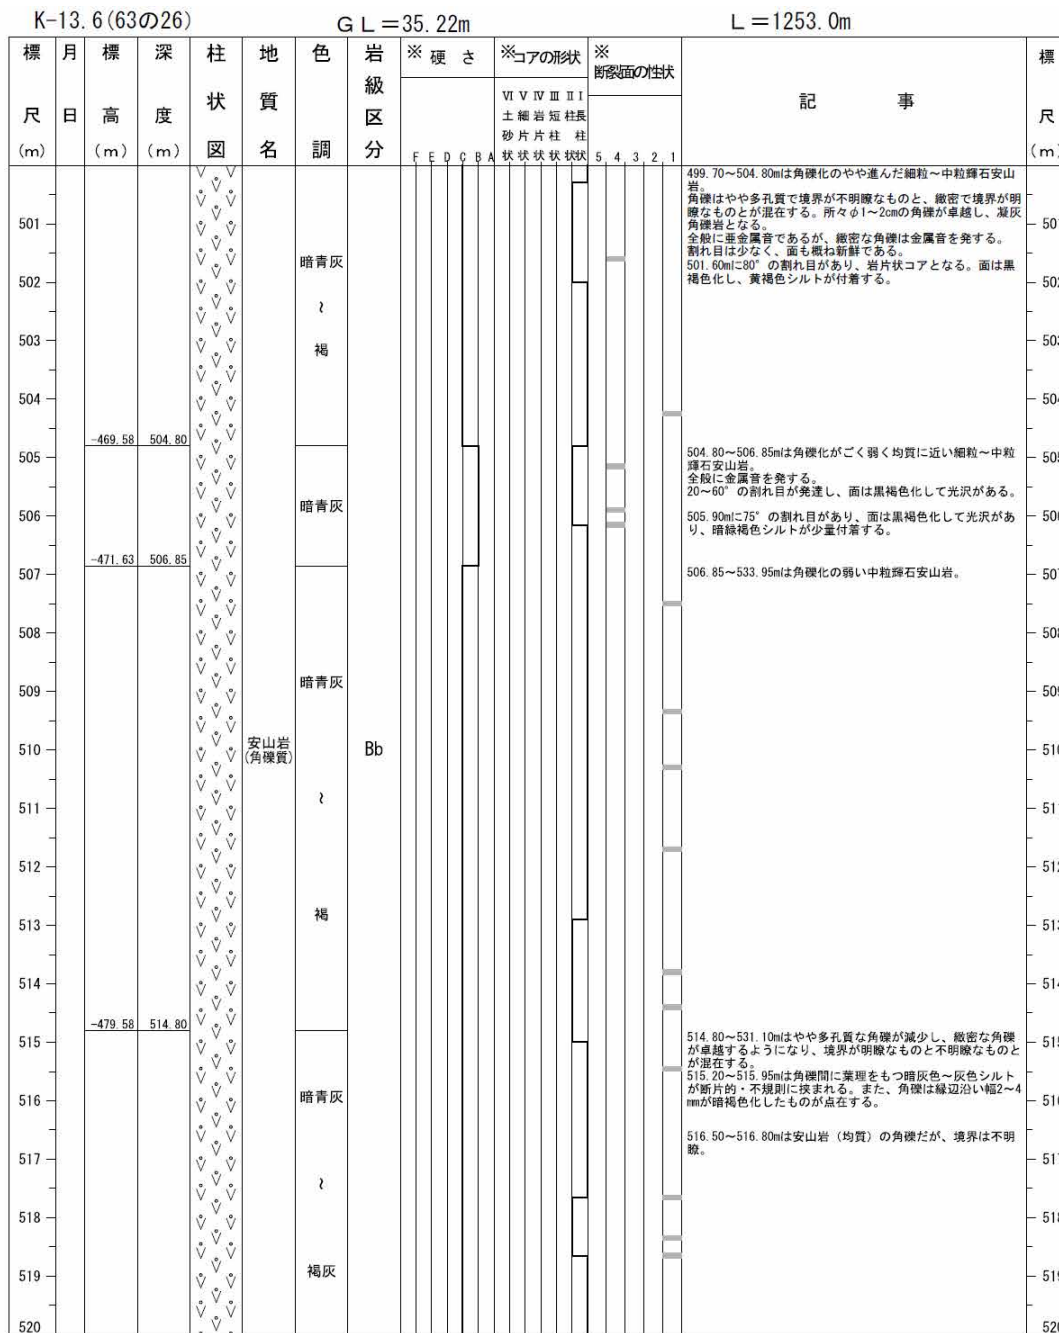 K-13.6(63の26)
GL=35.22m
L=1253.0m
標尺(m)
月日
標高(m)
深度(m)
柱状図
地質名
色調
岩級区分
※硬さ
F E D C B A
※コアの形状
Ⅵ土砂状
Ⅴ細片状
Ⅳ岩片状
Ⅲ短柱状
Ⅱ柱状
Ⅰ長柱状
※断裂面の性状
5 4 3 2 1
記事
標尺(m)
499.70~504.80mは角礫化のやや進んだ細粒~中粒輝石安山
岩。
角礫はやや多孔質で境界が不明瞭なものと、緻密で境界が明
瞭なものとが混在する。所々φ1~2cmの角礫が卓越し、凝灰
角礫岩となる。
全般に亜金属音であるが、緻密な角礫は金属音を発する。
割れ目は少なく、面も概ね新鮮である。
501.60mに80°の割れ目があり、岩片状コアとなる。面は黒
褐色化し、黄褐色シルトが付着する。
501
暗青灰
502
~
503
褐
504
-469.58 504.80
505
504.80~506.85mは角礫化がごく弱く均質に近い細粒~中粒
輝石安山岩。
全般に金属音を発する。
20~60°の割れ目が発達し、面は黒褐色化して光沢がある。
暗青灰
506
505.90mに75°の割れ目があり、面は黒褐色化して光沢があ
り、暗緑褐色シルトが少量付着する。
-471.63 506.85
507
506.85~533.95mは角礫化の弱い中粒輝石安山岩。
508
509
暗青灰
510
安山岩
(角礫質)
Bb
511
~
512
513
褐
514
-479.58 514.80
515
514.80~531.10mはやや多孔質な角礫が減少し、緻密な角礫
が卓越するようになり、境界が明瞭なものと不明瞭なものと
が混在する。
515.20~515.95mは角礫間に葉理をもつ暗灰色~灰色シルト
が断片的・不規則に挟まれる。また、角礫は縁辺沿い幅2~4
mmが暗褐色化したものが点在する。
516
暗青灰
516.50~516.80mは安山岩(均質)の角礫だが、境界は不明
瞭。
517
~
518
519
褐灰
520